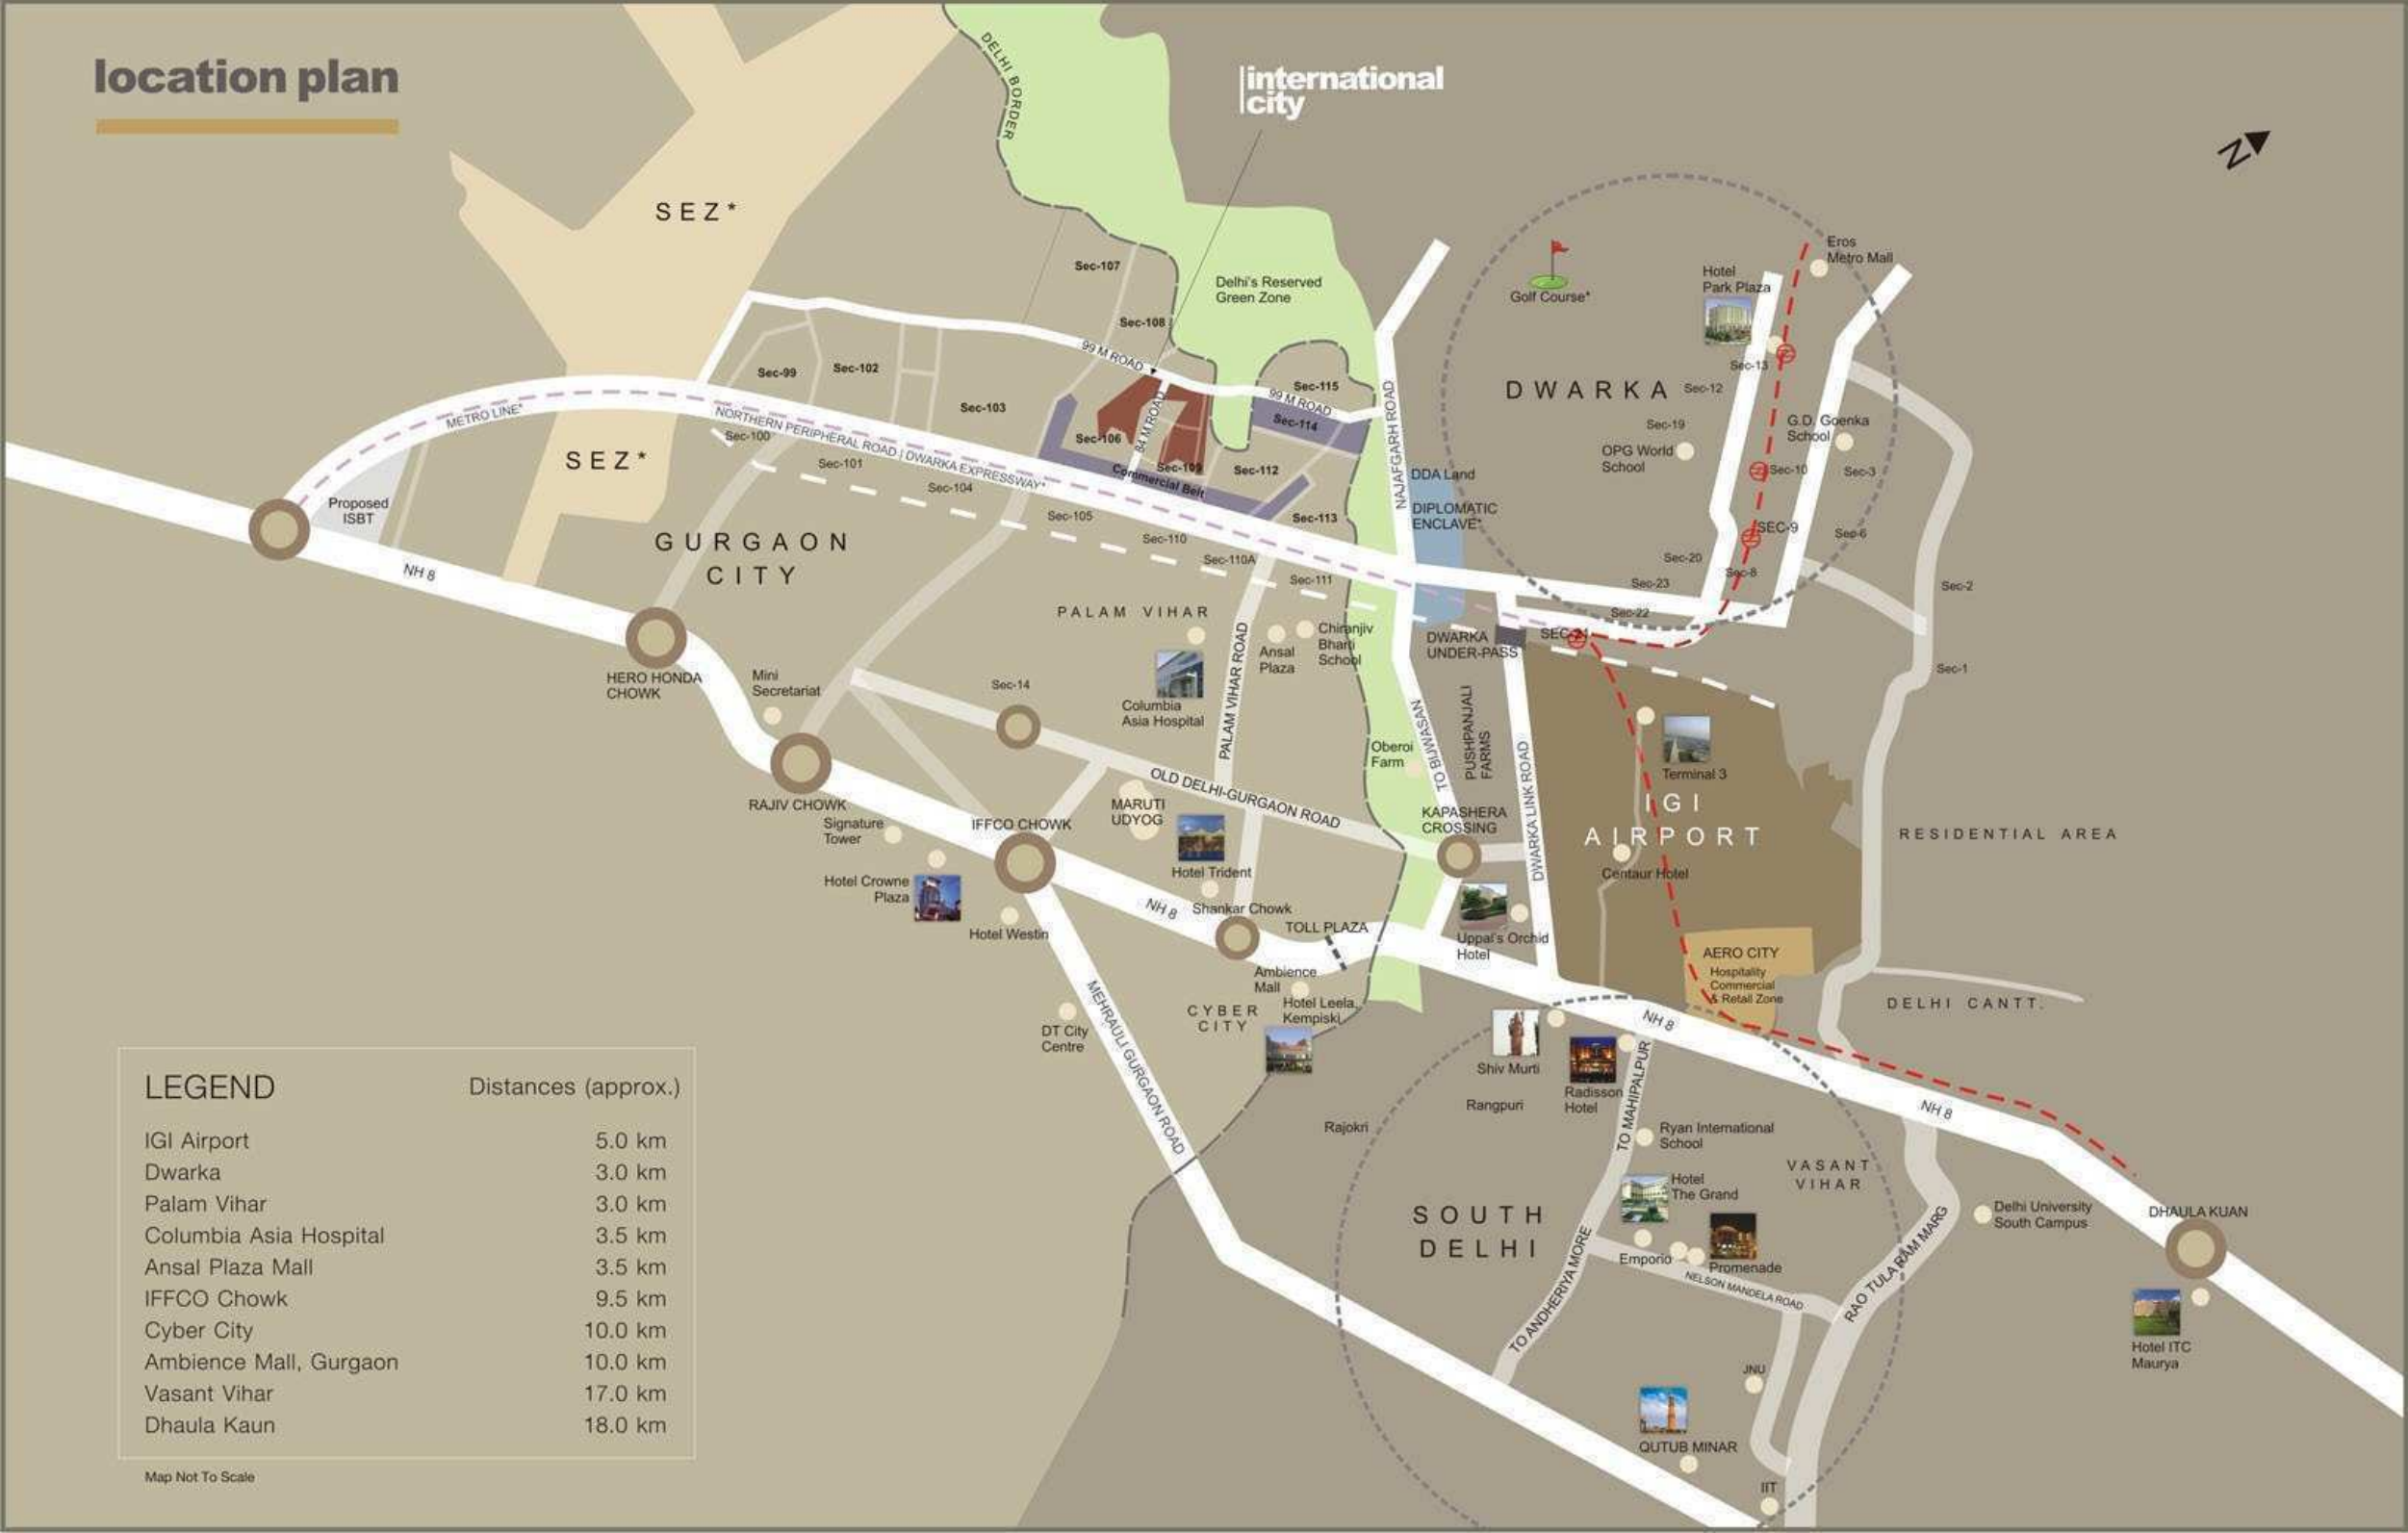 location plan
international
city
N
DELHI BORDER
SEZ*
Sec-107
Delhi's Reserved
Green Zone
Sec-108
99 M ROAD
Sec-99
Sec-102
Sec-103
Sec-115
99 M ROAD
Sec-114
Sec-106
84 M ROAD
Sec-109
Sec-112
Commercial Belt
Sec-113
METRO LINE*
NORTHERN PERIPHERAL ROAD | DWARKA EXPRESSWAY*
Sec-100
Sec-101
Sec-104
Sec-105
Sec-110
Sec-110A
Sec-111
SEZ*
Proposed
ISBT
NH 8
GURGAON
CITY
NAJAFGARH ROAD
DDA Land
DIPLOMATIC
ENCLAVE*
Golf Course*
Eros
Metro Mall
Hotel
Park Plaza
Sec-13
DWARKA
Sec-12
Sec-19
G.D. Goenka
School
OPG World
School
Sec-10
Sec-3
SEC-9
Sep-6
Sec-20
Sec-8
Sec-23
Sec-22
Sec-2
SEC-21
Sec-1
DWARKA
UNDER-PASS
PALAM VIHAR
PALAM VIHAR ROAD
Ansal
Plaza
Chiranjiv
Bharti
School
Columbia
Asia Hospital
HERO HONDA
CHOWK
Mini
Secretariat
Sec-14
RAJIV CHOWK
Signature
Tower
IFFCO CHOWK
MARUTI
UDYOG
OLD DELHI-GURGAON ROAD
Oberoi
Farm
TO BIJWASAN
PUSHPANJALI
FARMS
DWARKA LINK ROAD
KAPASHERA
CROSSING
Terminal 3
IGI
AIRPORT
Centaur Hotel
RESIDENTIAL AREA
Hotel Crowne
Plaza
Hotel Westin
Hotel Trident
NH 8
Shankar Chowk
TOLL PLAZA
Uppal's Orchid
Hotel
AERO CITY
Hospitality
Commercial
& Retail Zone
DELHI CANTT.
Ambience
Mall
Hotel Leela
Kempiski
CYBER
CITY
DT City
Centre
MEHRAULI GURGAON ROAD
NH 8
Shiv Murti
Radisson
Hotel
Rangpuri
Rajokri
TO MAHIPALPUR
Ryan International
School
NH 8
VASANT
VIHAR
Hotel
The Grand
SOUTH
DELHI
Emporio
Promenade
NELSON MANDELA ROAD
TO ANDHERIYA MORE
RAO TULA RAM MARG
Delhi University
South Campus
DHAULA KUAN
Hotel ITC
Maurya
JNU
QUTUB MINAR
IIT
LEGEND Distances (approx.)
IGI Airport 5.0 km
Dwarka 3.0 km
Palam Vihar 3.0 km
Columbia Asia Hospital 3.5 km
Ansal Plaza Mall 3.5 km
IFFCO Chowk 9.5 km
Cyber City 10.0 km
Ambience Mall, Gurgaon 10.0 km
Vasant Vihar 17.0 km
Dhaula Kaun 18.0 km
Map Not To Scale